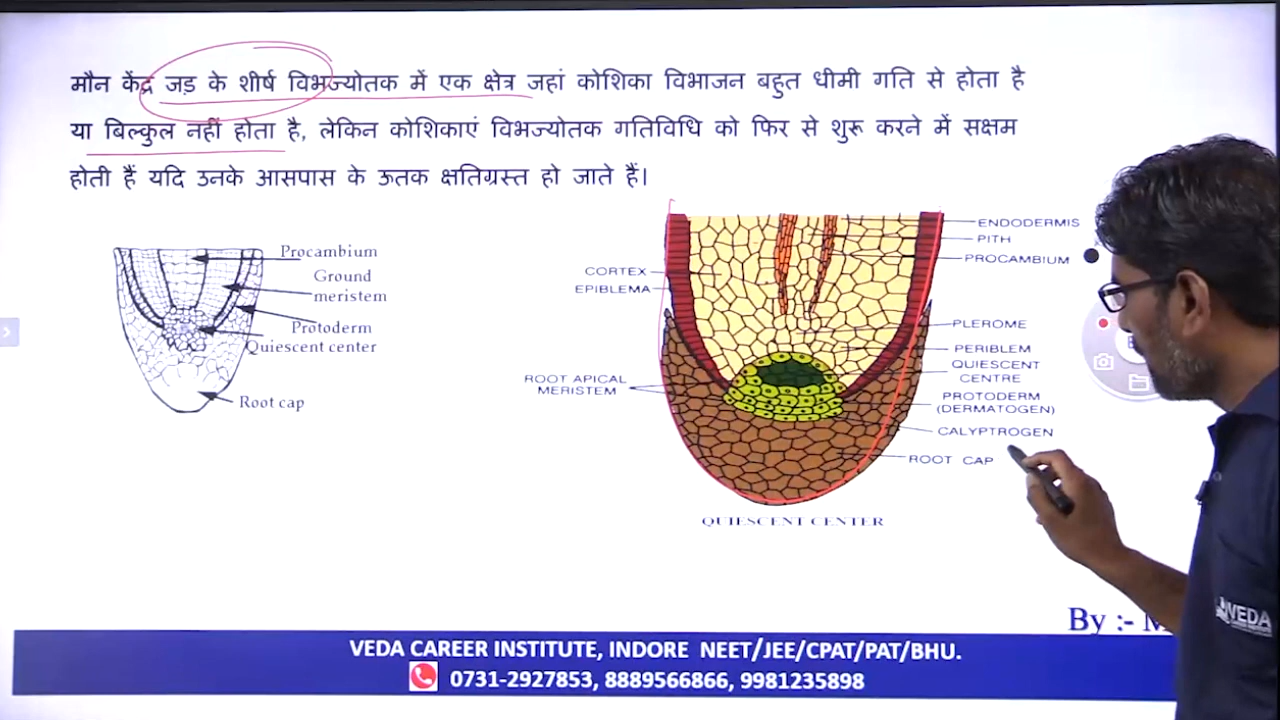 मौन केंद्र जड़ के शीर्ष विभज्योतक में एक क्षेत्र जहां कोशिका विभाजन बहुत धीमी गति से होता है
या बिल्कुल नहीं होता है, लेकिन कोशिकाएं विभज्योतक गतिविधि को फिर से शुरू करने में सक्षम
होती हैं यदि उनके आसपास के ऊतक क्षतिग्रस्त हो जाते हैं।
Procambium
Ground
meristem
Protoderm
Quiescent center
Root cap
CORTEX
EPIBLEMA
ROOT APICAL
MERISTEM
ENDODERMIS
PITH
PROCAMBIUM
PLEROME
PERIBLEM
QUIESCENT
CENTRE
PROTODERM
(DERMATOGEN)
CALYPTROGEN
ROOT CAP
QUIESCENT CENTER
By :- M
VEDA
VEDA CAREER INSTITUTE, INDORE NEET/JEE/CPAT/PAT/BHU.
0731-2927853, 8889566866, 9981235898